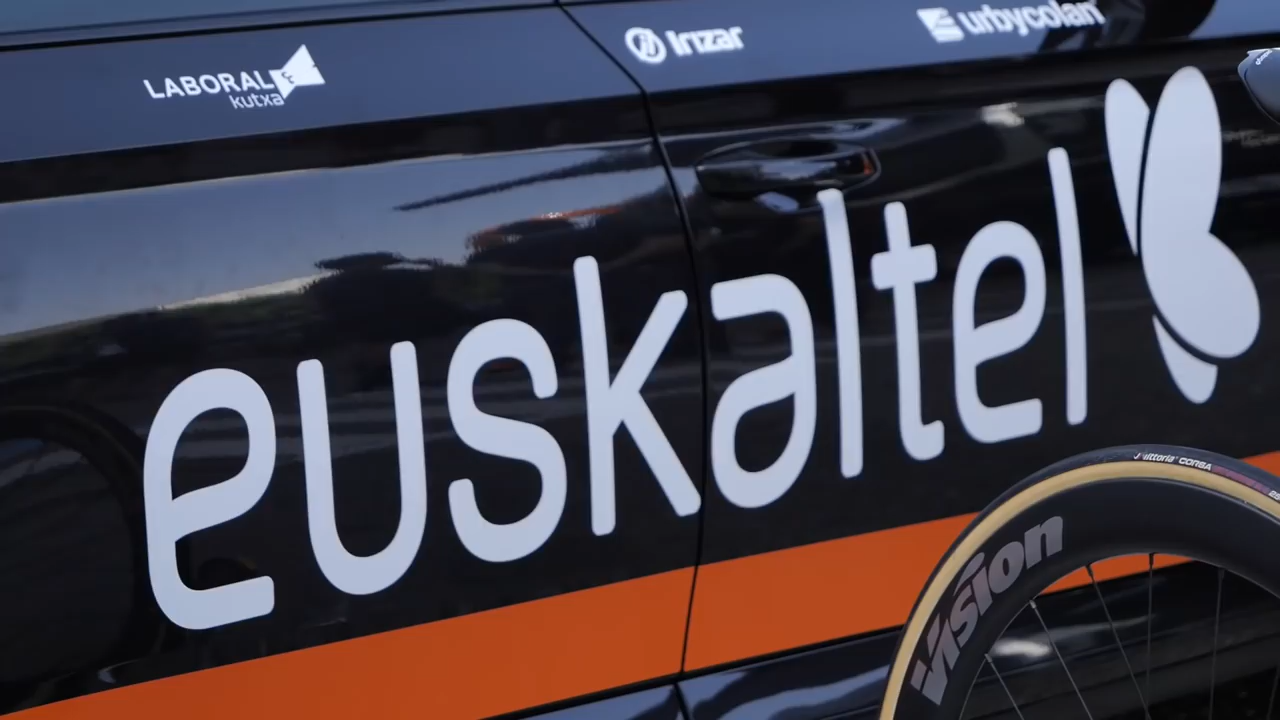 LABORAL
kutxa
Irizar
urbycolan
euskaltel
Vittoria CORSA
Vision